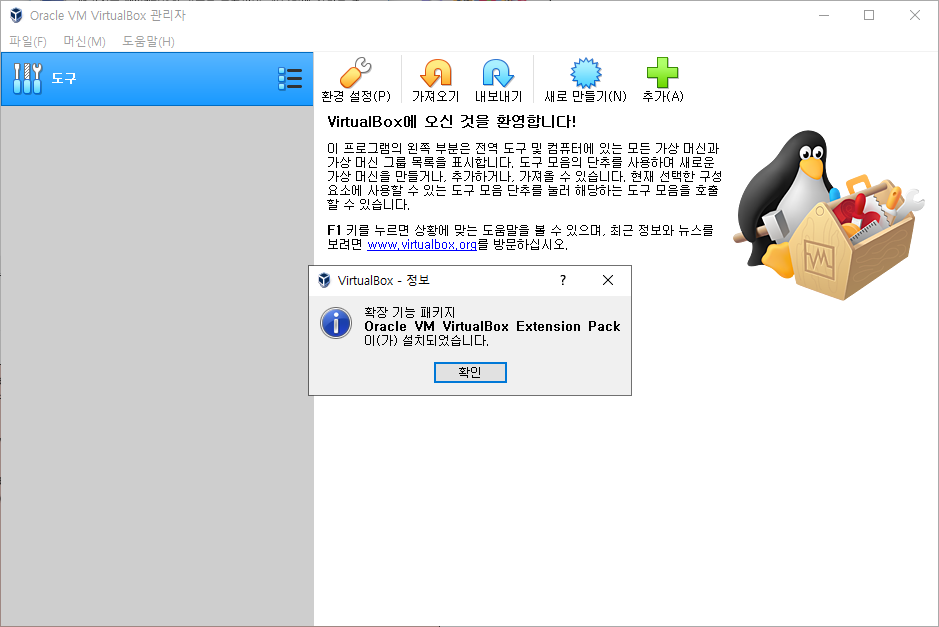 Oracle VM VirtualBox 관리자
파일(F) 머신(M) 도움말(H)
도구
환경 설정(P) 가져오기 내보내기 새로 만들기(N) 추가(A)
VirtualBox에 오신 것을 환영합니다!
이 프로그램의 왼쪽 부분은 전역 도구 및 컴퓨터에 있는 모든 가상 머신과
가상 머신 그룹 목록을 표시합니다. 도구 모음의 단추를 사용하여 새로운
가상 머신을 만들거나, 추가하거나, 가져올 수 있습니다. 현재 선택한 구성
요소에 사용할 수 있는 도구 모음 단추를 눌러 해당하는 도구 모음을 호출
할 수 있습니다.
F1 키를 누르면 상황에 맞는 도움말을 볼 수 있으며, 최근 정보와 뉴스를
보려면 www.virtualbox.org를 방문하십시오.
VirtualBox - 정보
확장 기능 패키지
Oracle VM VirtualBox Extension Pack
이(가) 설치되었습니다.
확인